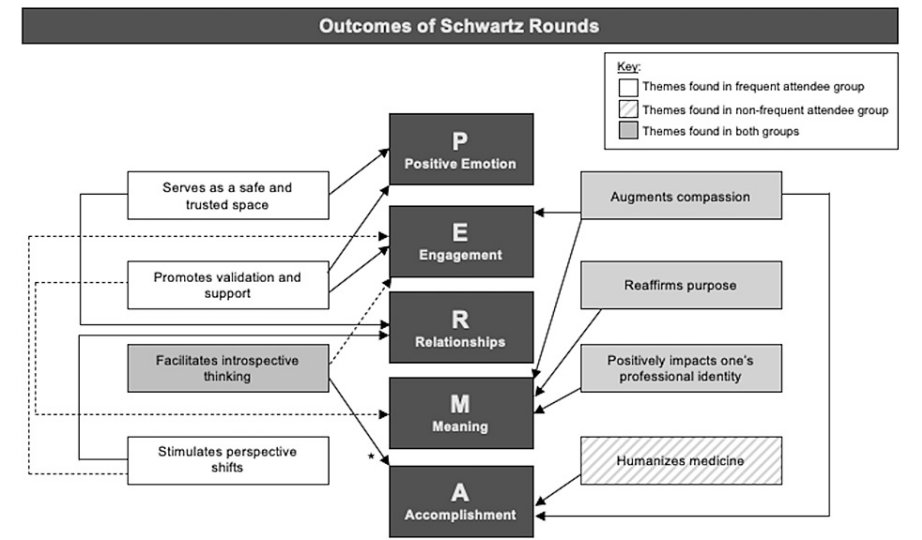 Outcomes of Schwartz Rounds
Key:
Themes found in frequent attendee group
Themes found in non-frequent attendee group
Themes found in both groups
P
Positive Emotion
Serves as a safe and
trusted space
Augments compassion
E
Engagement
Promotes validation and
support
Reaffirms purpose
R
Relationships
Facilitates introspective
thinking
Positively impacts one's
professional identity
M
Meaning
Stimulates perspective
shifts
*
Humanizes medicine
A
Accomplishment